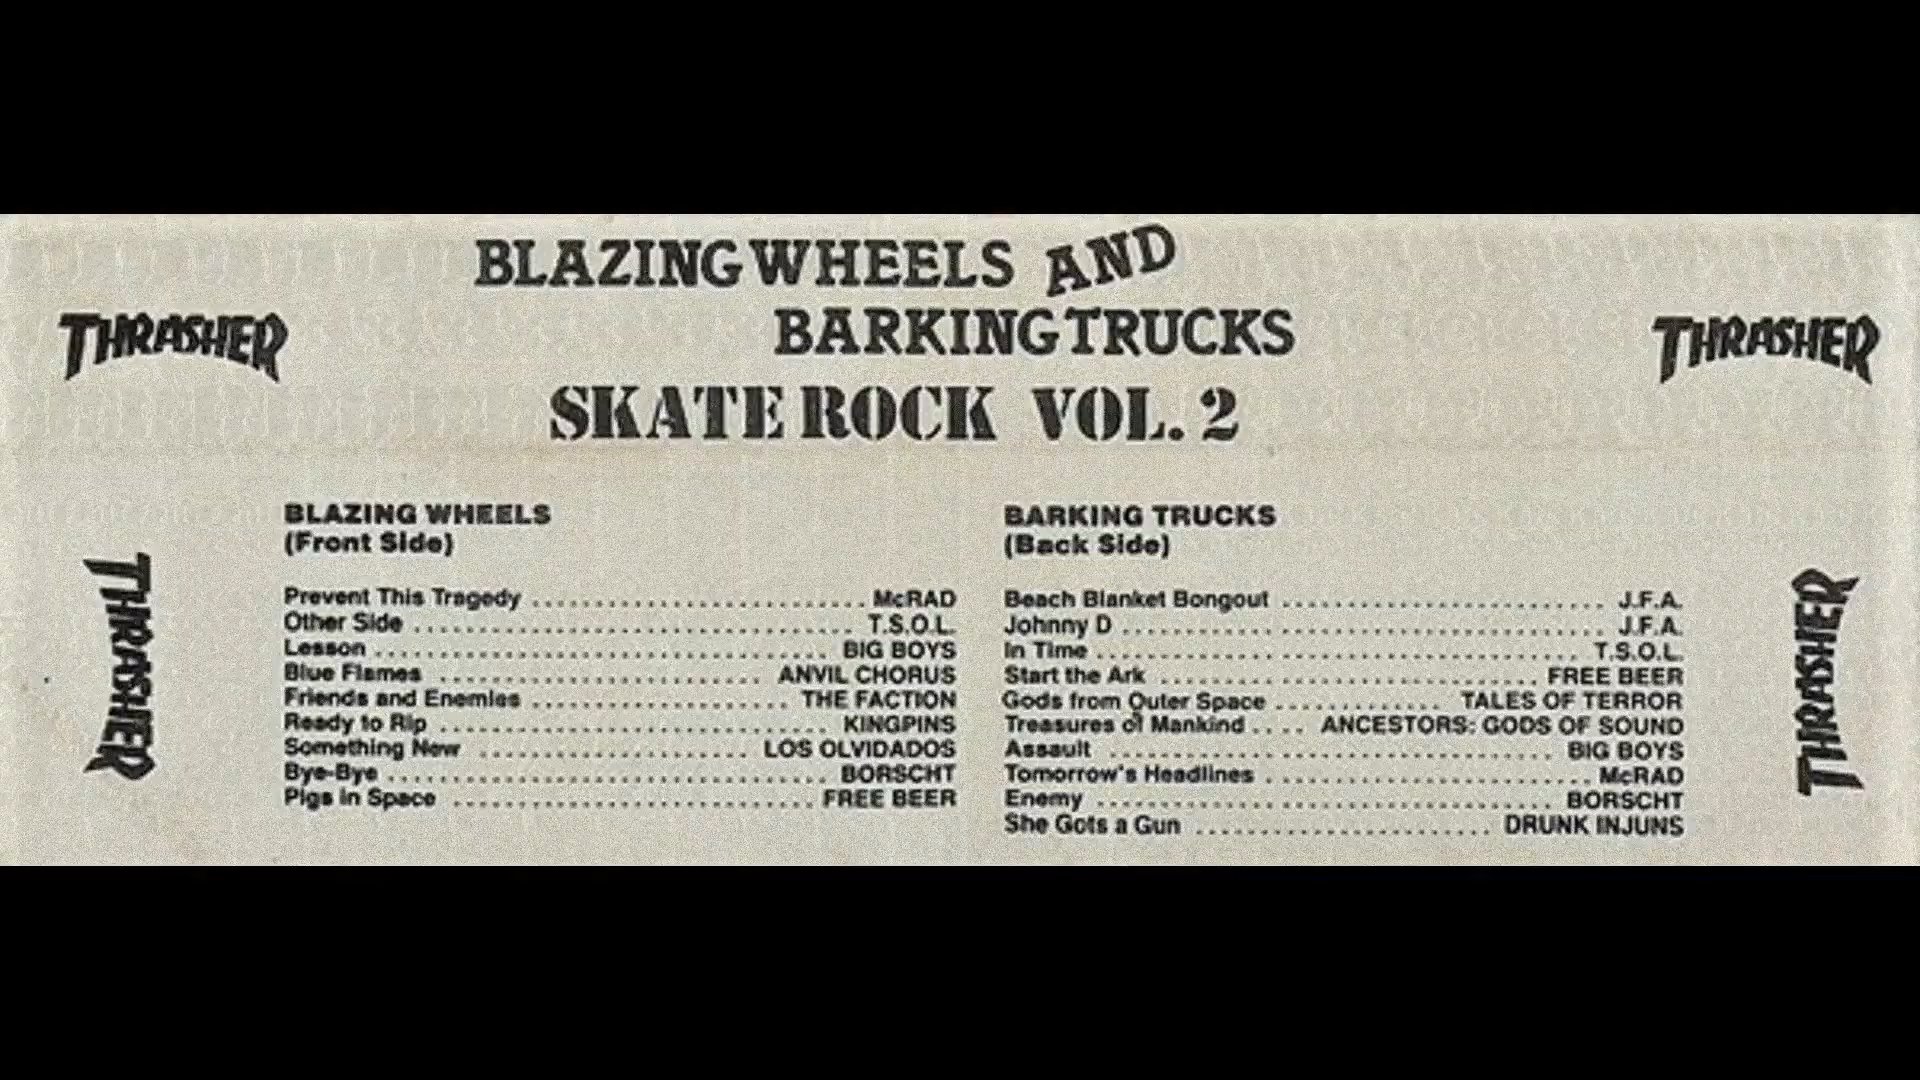 BLAZING WHEELS AND
BARKING TRUCKS
THRASHER
THRASHER
SKATE ROCK VOL. 2
BLAZING WHEELS
(Front Side)
Prevent This Tragedy ........................ McRAD
Other Side ................................ T.S.O.L.
Lesson ................................ BIG BOYS
Blue Flames ........................ ANVIL CHORUS
Friends and Enemies .................... THE FACTION
Ready to Rip ............................ KINGPINS
Something New .................... LOS OLVIDADOS
Bye-Bye ................................ BORSCHT
Pigs in Space ............................ FREE BEER
BARKING TRUCKS
(Back Side)
Beach Blanket Bongout ........................ J.F.A.
Johnny D .................................... J.F.A.
In Time .................................... T.S.O.L.
Start the Ark ............................ FREE BEER
Gods from Outer Space ............ TALES OF TERROR
Treasures of Mankind .... ANCESTORS: GODS OF SOUND
Assault ................................ BIG BOYS
Tomorrow's Headlines ........................ McRAD
Enemy ................................ BORSCHT
She Gots a Gun ...................... DRUNK INJUNS
THRASHER
THRASHER